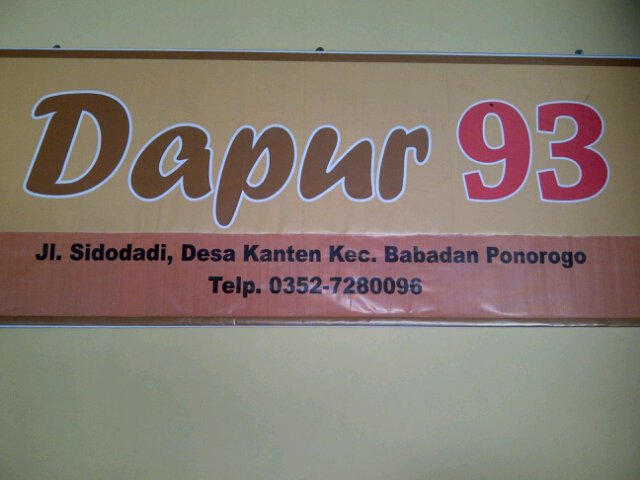 Dapur 93
Jl. Sidodadi, Desa Kanten Kec. Babadan Ponorogo
Telp. 0352-7280096